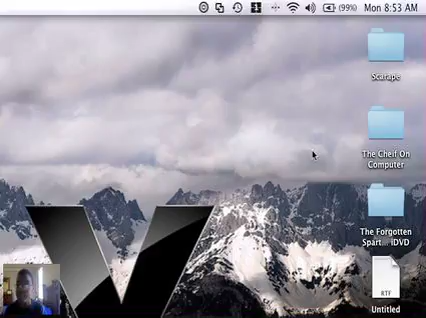 (99%) Mon 8:53 AM
Scarape
The Cheif On
Computer
The Forgotten
Spart... iDVD
RTF
Untitled
V